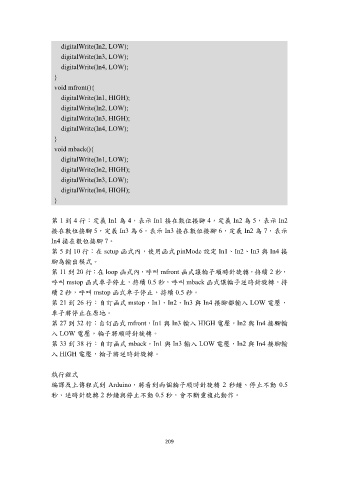 digitalWrite(In2, LOW);
digitalWrite(In3, LOW);
digitalWrite(In4, LOW);
}
void mfront(){
digitalWrite(In1, HIGH);
digitalWrite(In2, LOW);
digitalWrite(In3, HIGH);
digitalWrite(In4, LOW);
}
void mback(){
digitalWrite(In1, LOW);
digitalWrite(In2, HIGH);
digitalWrite(In3, LOW);
digitalWrite(In4, HIGH);
}
第 1 到 4 行：定義 In1 為 4，表示 In1 接在數位接腳 4，定義 In2 為 5，表示 In2
接在數位接腳 5，定義 In3 為 6，表示 In3 接在數位接腳 6，定義 In2 為 7，表示
In4 接在數位接腳 7。
第 5 到 10 行：在 setup 函式內，使用函式 pinMode 設定 In1、In2、In3 與 In4 接
腳為輸出模式。
第 11 到 20 行：在 loop 函式內，呼叫 mfront 函式讓輪子順時針旋轉，持續 2 秒，
呼叫 mstop 函式車子停止，持續 0.5 秒，呼叫 mback 函式讓輪子逆時針旋轉，持
續 2 秒，呼叫 mstop 函式車子停止，持續 0.5 秒。
第 21 到 26 行：自訂函式 mstop，In1、In2、In3 與 In4 接腳都輸入 LOW 電壓，
車子將停止在原地。
第 27 到 32 行：自訂函式 mfront，In1 與 In3 輸入 HIGH 電壓，In2 與 In4 接腳輸
入 LOW 電壓，輪子將順時針旋轉。
第 33 到 38 行：自訂函式 mback，In1 與 In3 輸入 LOW 電壓，In2 與 In4 接腳輸
入 HIGH 電壓，輪子將逆時針旋轉。
執行程式
編譯及上傳程式到 Arduino，將看到兩個輪子順時針旋轉 2 秒鐘、停止不動 0.5
秒，逆時針旋轉 2 秒鐘與停止不動 0.5 秒，會不斷重複此動作。
209